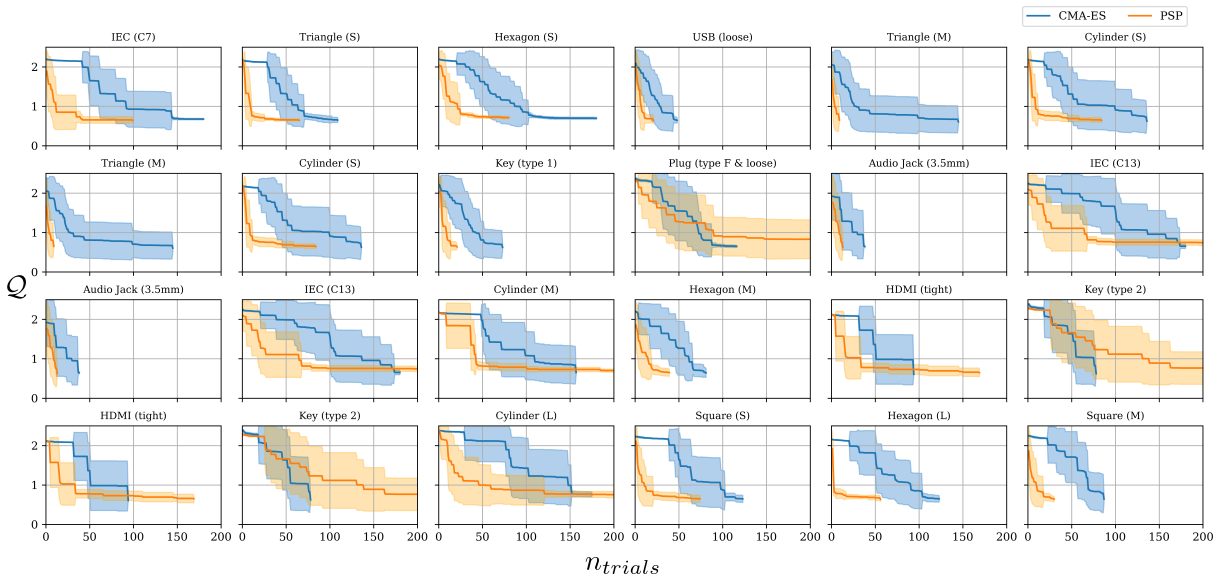 CMA-ES PSP
IEC (C7) Triangle (S) Hexagon (S) USB (loose) Triangle (M) Cylinder (S)
2
1
0
Triangle (M) Cylinder (S) Key (type 1) Plug (type F & loose) Audio Jack (3.5mm) IEC (C13)
2
1
0
Q
Audio Jack (3.5mm) IEC (C13) Cylinder (M) Hexagon (M) HDMI (tight) Key (type 2)
2
1
0
HDMI (tight) Key (type 2) Cylinder (L) Square (S) Hexagon (L) Square (M)
2
1
0
0 50 100 150 200 0 50 100 150 200 0 50 100 150 200 0 50 100 150 200 0 50 100 150 200 0 50 100 150 200
n_trials